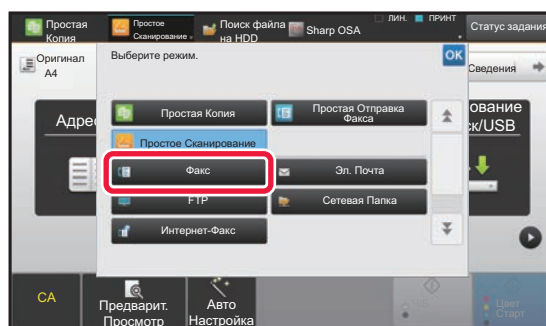 Простая
Копия
Простое
Сканирование
Поиск файла
на HDD
Sharp OSA
ЛИН.
ПРИНТ
Статус задания
Оригинал
A4
Выберите режим.
OK
Сведения
Адре
ование
ск/USB
Простая Копия
Простая Отправка
Факса
Простое Сканирование
Факс
Эл. Почта
FTP
Сетевая Папка
Интернет-Факс
CA
Предварит.
Просмотр
Авто
Настройка
Цвет
Старт